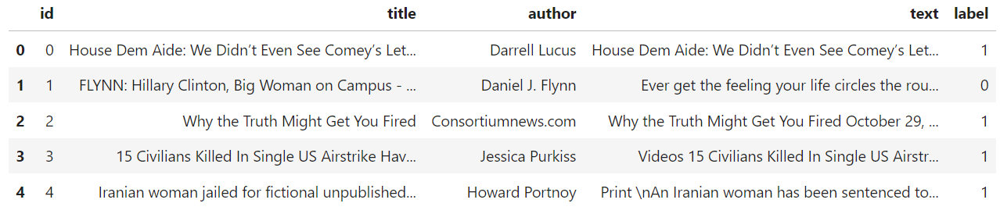 id title author text label
0 0 House Dem Aide: We Didn’t Even See Comey’s Let... Darrell Lucus House Dem Aide: We Didn’t Even See Comey’s Let... 1
1 1 FLYNN: Hillary Clinton, Big Woman on Campus - ... Daniel J. Flynn Ever get the feeling your life circles the rou... 0
2 2 Why the Truth Might Get You Fired Consortiumnews.com Why the Truth Might Get You Fired October 29, ... 1
3 3 15 Civilians Killed In Single US Airstrike Hav... Jessica Purkiss Videos 15 Civilians Killed In Single US Airstr... 1
4 4 Iranian woman jailed for fictional unpublished... Howard Portnoy Print \nAn Iranian woman has been sentenced to... 1